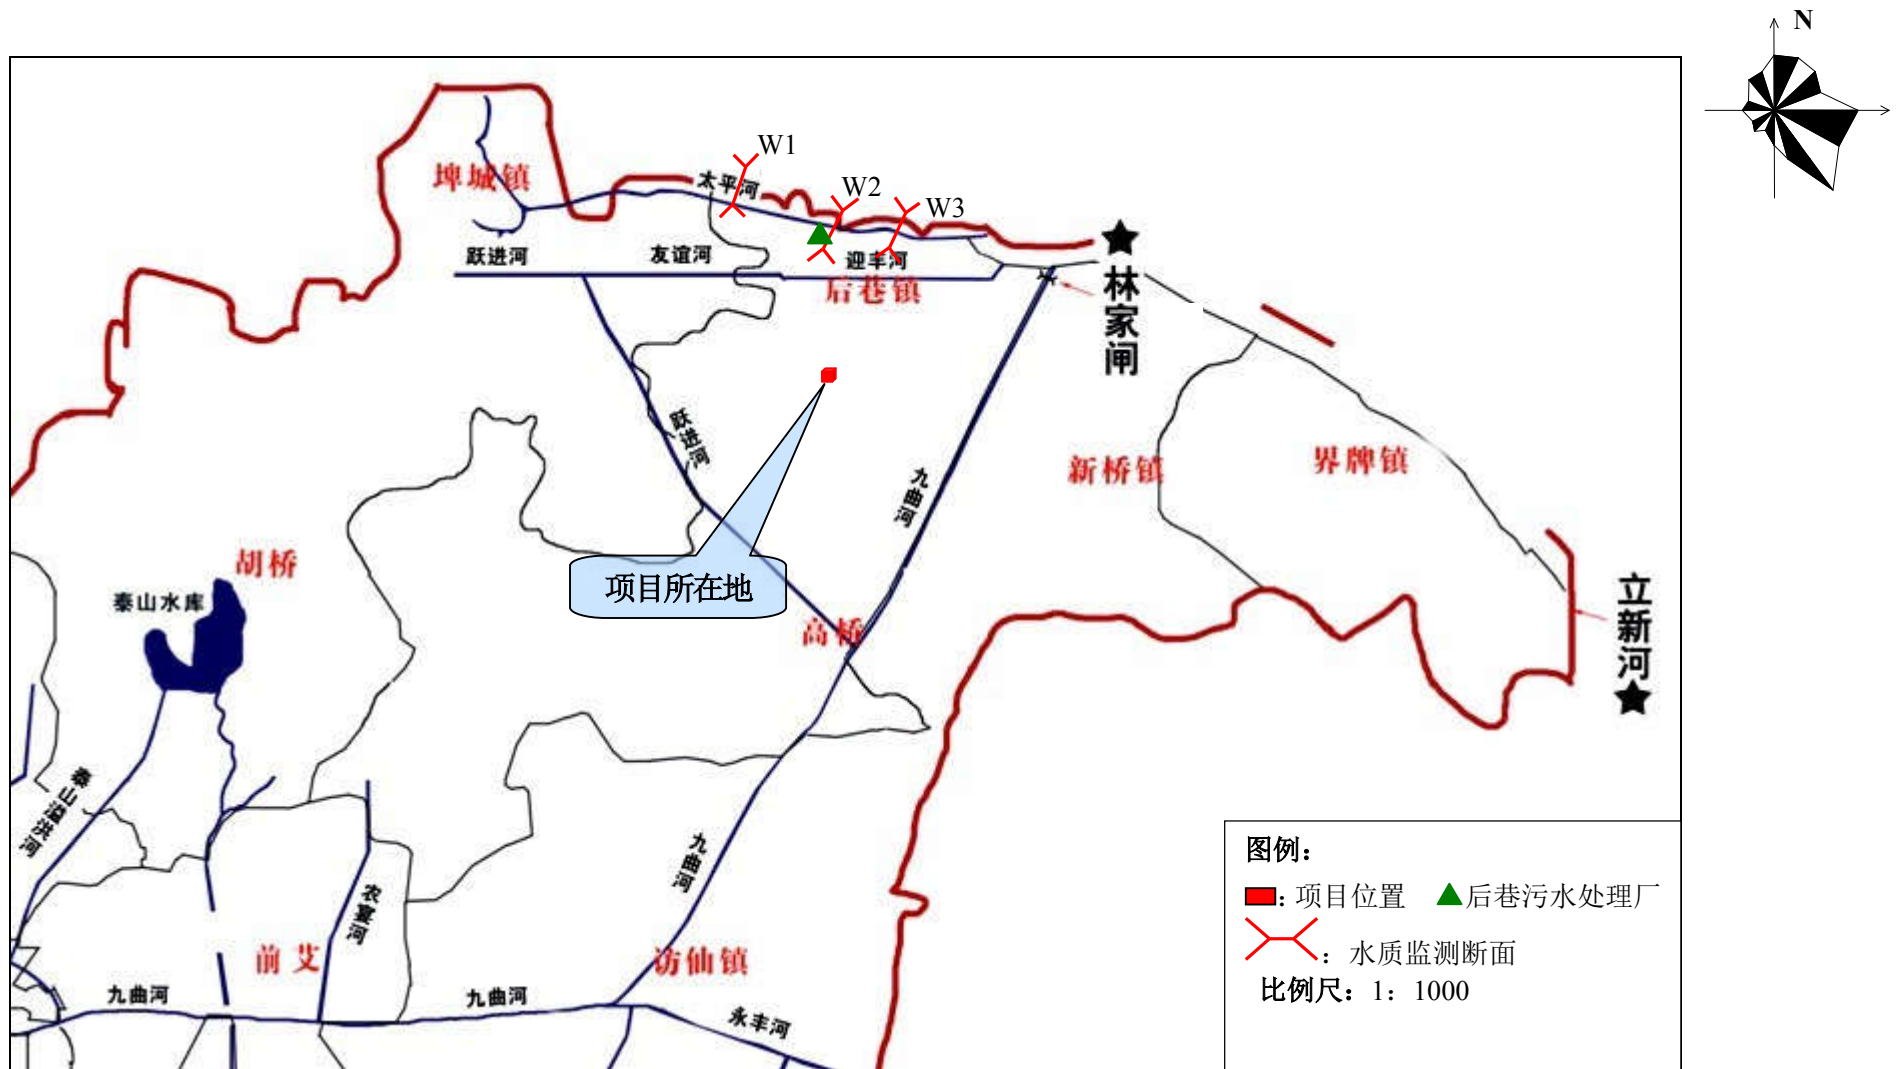 N
W1
太平河
埤城镇
W2
W3
跃进河
友谊河
迎丰河
后巷镇
林家闸
跃进河
九曲河
新桥镇
界牌镇
胡桥
项目所在地
泰山水库
高桥
立新河
泰山溢洪河
九曲河
农宴河
前艾
访仙镇
九曲河
九曲河
永丰河
图例：
：项目位置 后巷污水处理厂
：水质监测断面
比例尺：1：1000